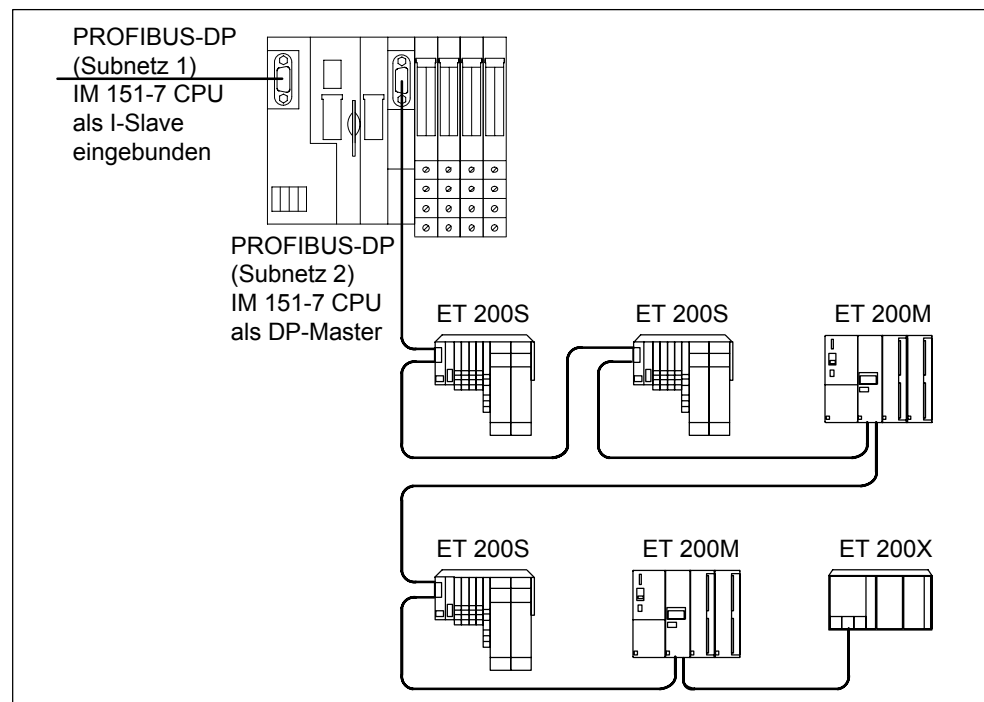 PROFIBUS-DP
(Subnetz 1)
IM 151-7 CPU
als I-Slave
eingebunden
PROFIBUS-DP
(Subnetz 2)
IM 151-7 CPU
als DP-Master
ET 200S
ET 200S
ET 200M
ET 200S
ET 200M
ET 200X